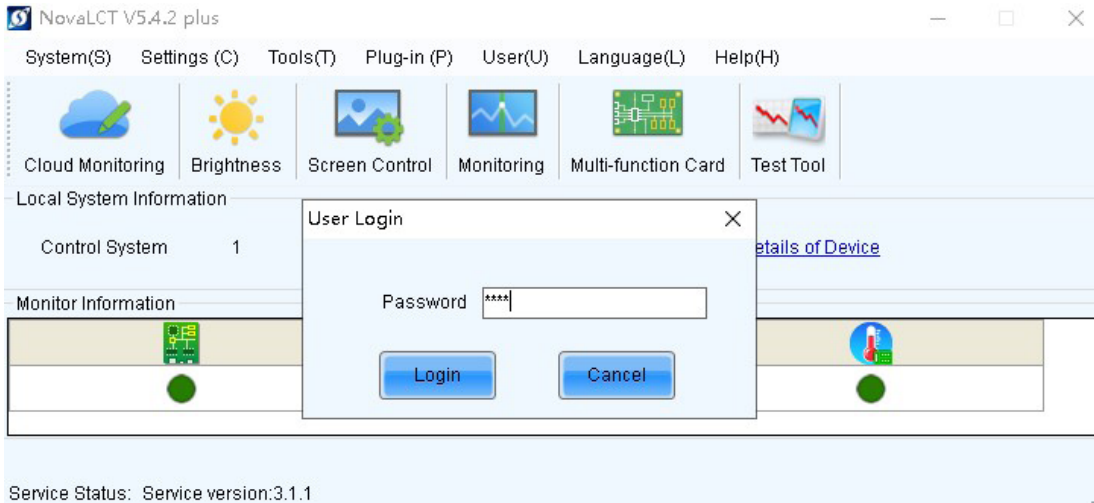 NovaLCT V5.4.2 plus
System(S) Settings (C) Tools(T) Plug-in (P) User(U) Language(L) Help(H)
Cloud Monitoring Brightness Screen Control Monitoring Multi-function Card Test Tool
Local System Information
User Login
Control System 1
etails of Device
Password ****
Monitor Information
Login Cancel
Service Status: Service version:3.1.1